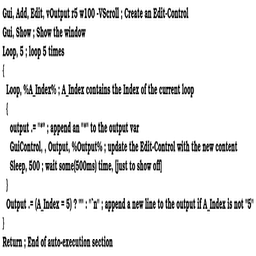 Gui, Add, Edit, vOutput r5 w100 -VScroll ; Create an Edit-Control
Gui, Show ; Show the window
Loop, 5 ; loop 5 times
{
Loop, %A_Index% ; A_Index contains the Index of the current loop
{
output .= "*" ; append an "*" to the output var
GuiControl, , Output, %Output% ; update the Edit-Control with the new content
Sleep, 500 ; wait some(500ms) time, [just to show off]
}
Output .= (A_Index = 5) ? "" : "`n" ; append a new line to the output if A_Index is not "5"
}
Return ; End of auto-execution section